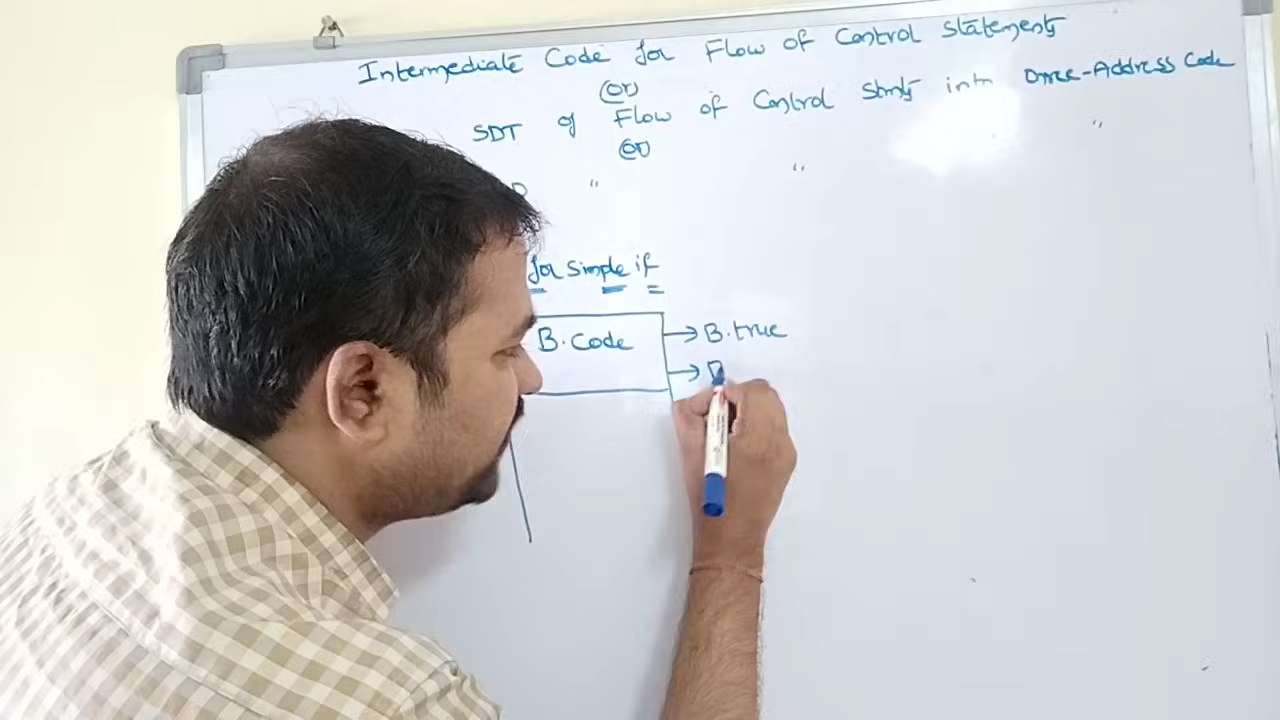 Intermediate Code for Flow of Control Statements
(or)
SDT of Flow of Control Stmts into Three-Address Code
(or)
D " " "
for Simple if
B.Code → B.true
→ B